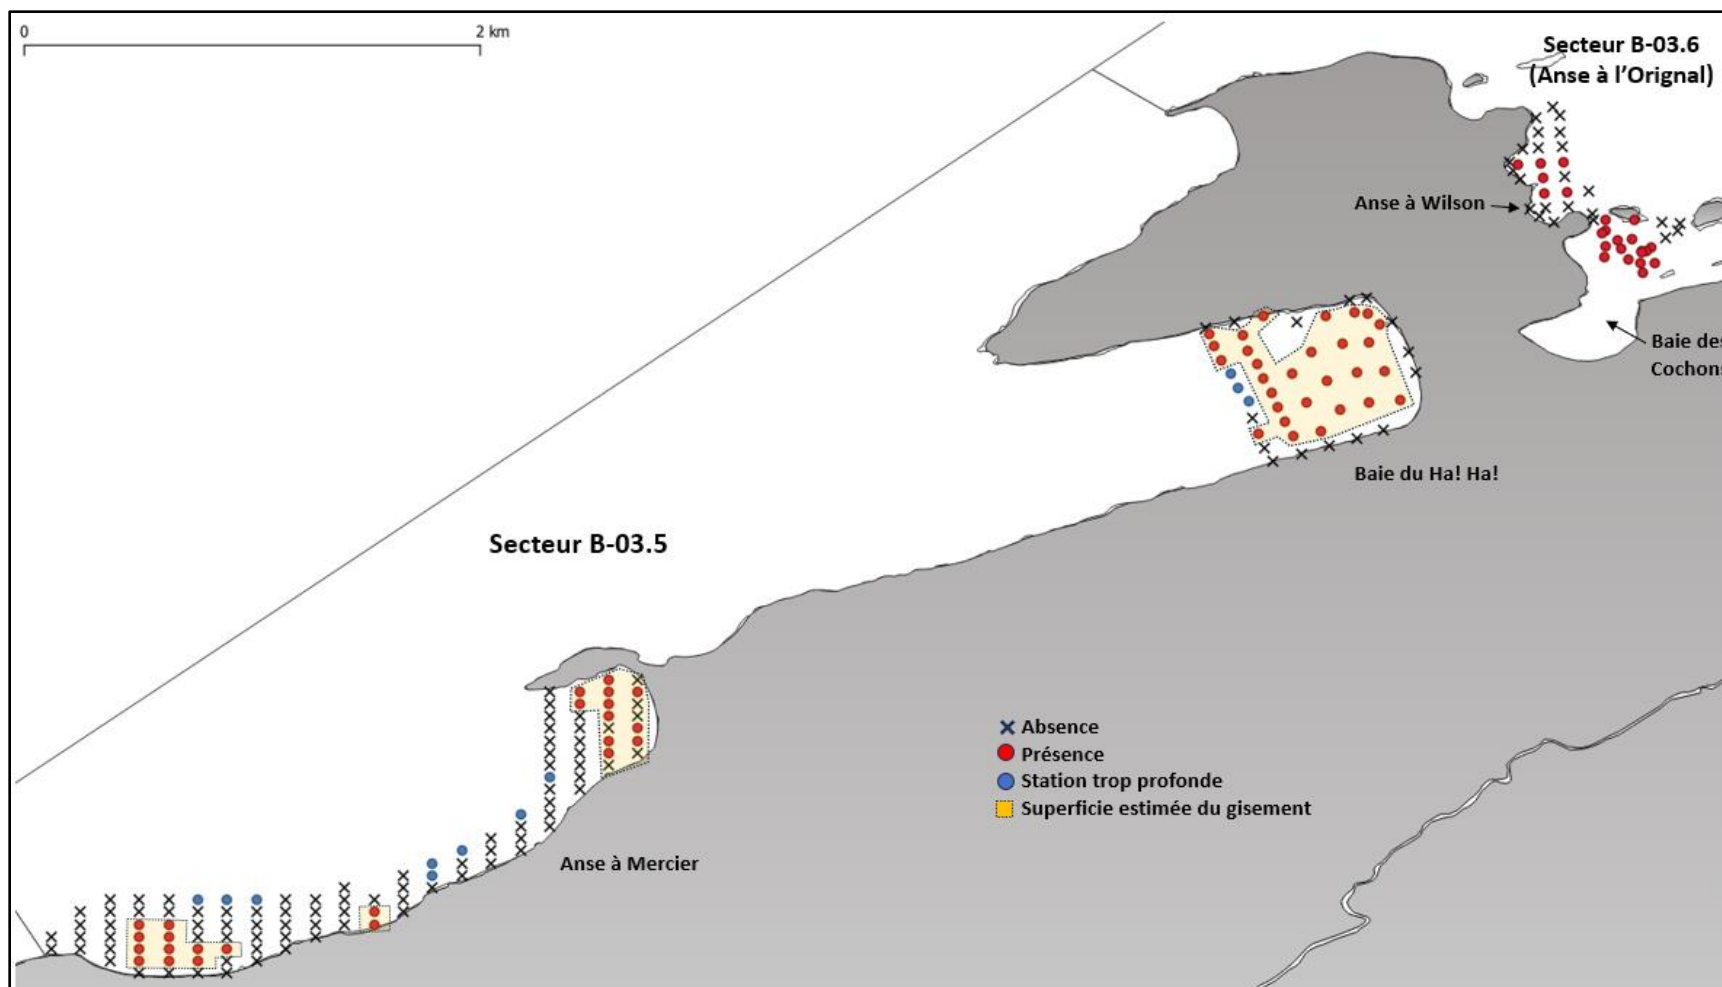 0 2 km
Secteur B-03.6
(Anse à l'Orignal)
Anse à Wilson
Baie des
Cochons
Baie du Ha! Ha!
Secteur B-03.5
Absence
Présence
Station trop profonde
Superficie estimée du gisement
Anse à Mercier